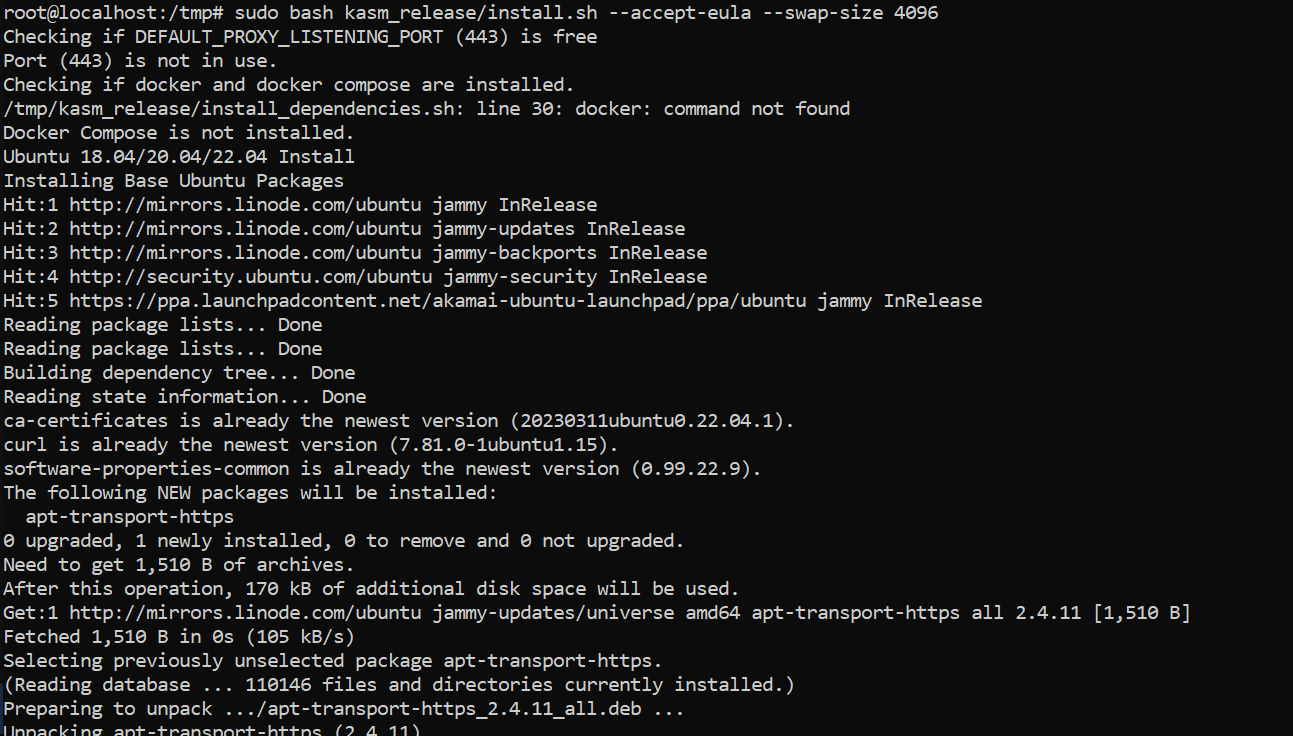 root@localhost:/tmp# sudo bash kasm_release/install.sh --accept-eula --swap-size 4096
Checking if DEFAULT_PROXY_LISTENING_PORT (443) is free
Port (443) is not in use.
Checking if docker and docker compose are installed.
/tmp/kasm_release/install_dependencies.sh: line 30: docker: command not found
Docker Compose is not installed.
Ubuntu 18.04/20.04/22.04 Install
Installing Base Ubuntu Packages
Hit:1 http://mirrors.linode.com/ubuntu jammy InRelease
Hit:2 http://mirrors.linode.com/ubuntu jammy-updates InRelease
Hit:3 http://mirrors.linode.com/ubuntu jammy-backports InRelease
Hit:4 http://security.ubuntu.com/ubuntu jammy-security InRelease
Hit:5 https://ppa.launchpadcontent.net/akamai-ubuntu-launchpad/ppa/ubuntu jammy InRelease
Reading package lists... Done
Reading package lists... Done
Building dependency tree... Done
Reading state information... Done
ca-certificates is already the newest version (20230311ubuntu0.22.04.1).
curl is already the newest version (7.81.0-1ubuntu1.15).
software-properties-common is already the newest version (0.99.22.9).
The following NEW packages will be installed:
  apt-transport-https
0 upgraded, 1 newly installed, 0 to remove and 0 not upgraded.
Need to get 1,510 B of archives.
After this operation, 170 kB of additional disk space will be used.
Get:1 http://mirrors.linode.com/ubuntu jammy-updates/universe amd64 apt-transport-https all 2.4.11 [1,510 B]
Fetched 1,510 B in 0s (105 kB/s)
Selecting previously unselected package apt-transport-https.
(Reading database ... 110146 files and directories currently installed.)
Preparing to unpack .../apt-transport-https_2.4.11_all.deb ...
Unpacking apt-transport-https (2.4.11)